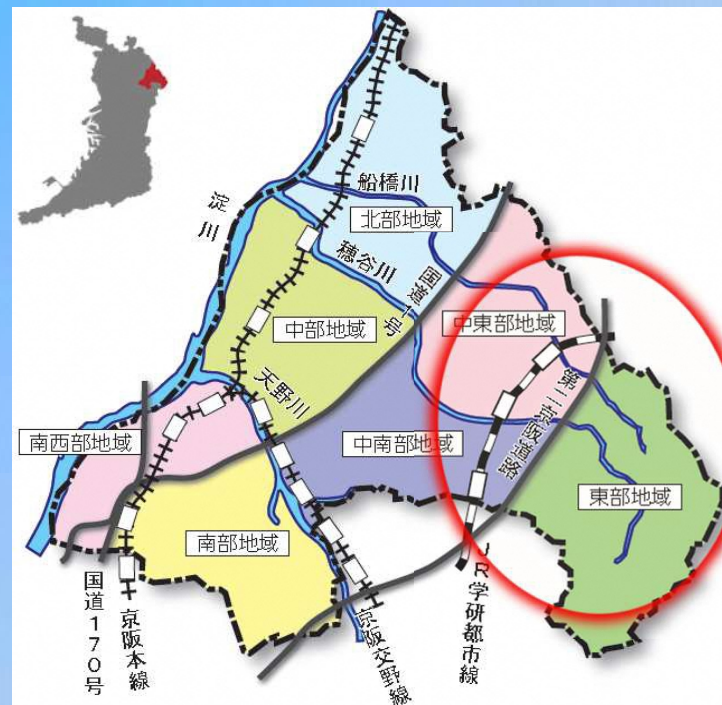 淀川
船橋川
北部地域
穂谷川
国道1号
中部地域
中東部地域
天野川
第二京阪道路
南西部地域
中南部地域
東部地域
南部地域
国道170号
京阪本線
京阪交野線
JR学研都市線